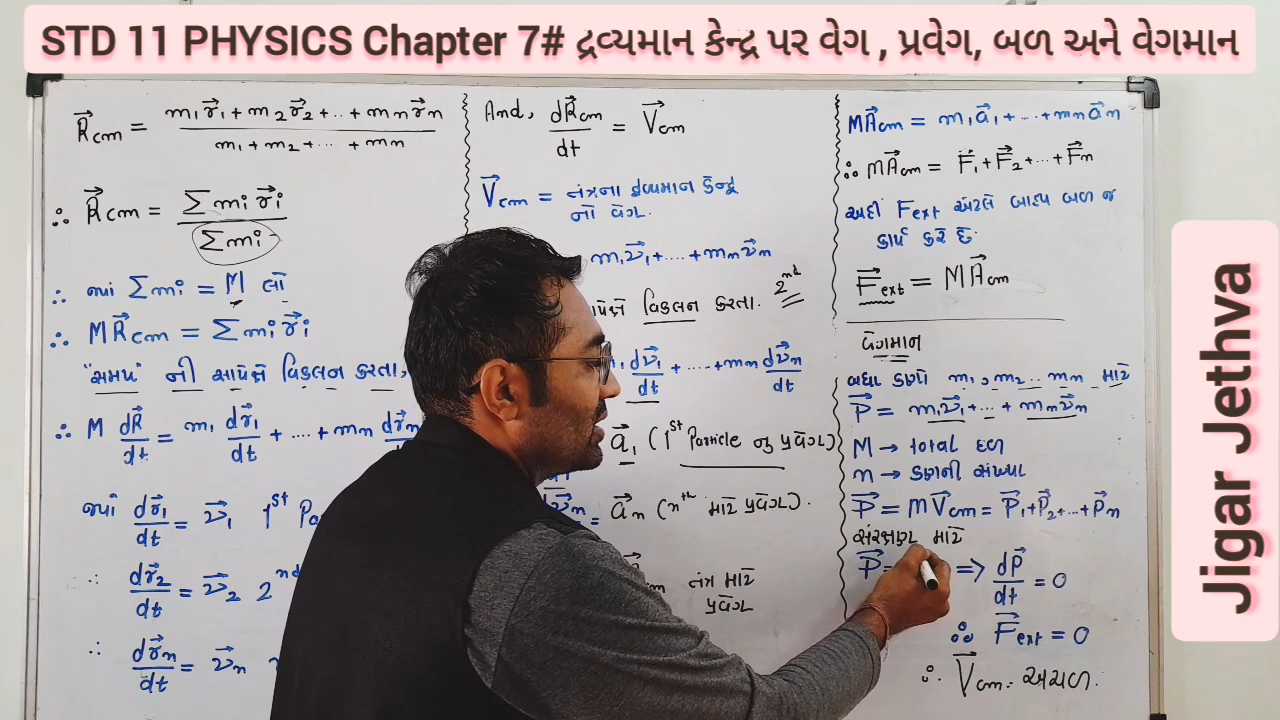 STD 11 PHYSICS Chapter 7# દ્રવ્યમાન કેન્દ્ર પર વેગ , પ્રવેગ, બળ અને વેગમાન
R⃗cm = (m₁r⃗₁ + m₂r⃗₂ + ... + mₙr⃗ₙ) / (m₁ + m₂ + ... + mₙ)
∴ R⃗cm = Σmᵢr⃗ᵢ / Σmᵢ
∴ જ્યાં Σmᵢ = M લો
∴ MR⃗cm = Σmᵢr⃗ᵢ
"સમય" ની સાપેક્ષે વિકલન કરતા,
∴ M dR⃗/dt = m₁ dr⃗₁/dt + .... + mₙ dr⃗ₙ
જ્યાં dr⃗₁/dt = v⃗₁ 1st Pa
∴ dr⃗₂/dt = v⃗₂ 2nd
∴ dr⃗ₙ/dt = v⃗ₙ
And, dR⃗cm/dt = V⃗cm
V⃗cm = તંત્રના દ્રવ્યમાન કેન્દ્ર
નો વેગ.
m₁v⃗₁ + .... + mₙv⃗ₙ
વિકલન કરતા. 2nd
dv⃗₁/dt + .... + mₙ dv⃗ₙ/dt
a⃗₁ (1st Particle નુ પ્રવેગ)
= a⃗ₙ (nth માટે પ્રવેગ).
તંત્ર માટે
પ્રવેગ
MA⃗cm = m₁a⃗₁ + ... + mₙa⃗ₙ
∴ MA⃗cm = F⃗₁ + F⃗₂ + ... + F⃗ₙ
અહીં Fext એટલે બાહ્ય બળ જ
કાર્ય કરે છે
F⃗ext = MA⃗cm
વેગમાન
બધા કણો m₁, m₂ .. mₙ માટે
P⃗ = m₁v⃗₁ + ... + mₙv⃗ₙ
M → total દળ
n → કણની સંખ્યા
P⃗ = MV⃗cm = P⃗₁ + P⃗₂ + ... + P⃗ₙ
સંરક્ષણ માટે
P⃗ = ⇒ dP⃗/dt = 0
∴ F⃗ext = 0
∴ V⃗cm = અચળ.
Jigar Jethva